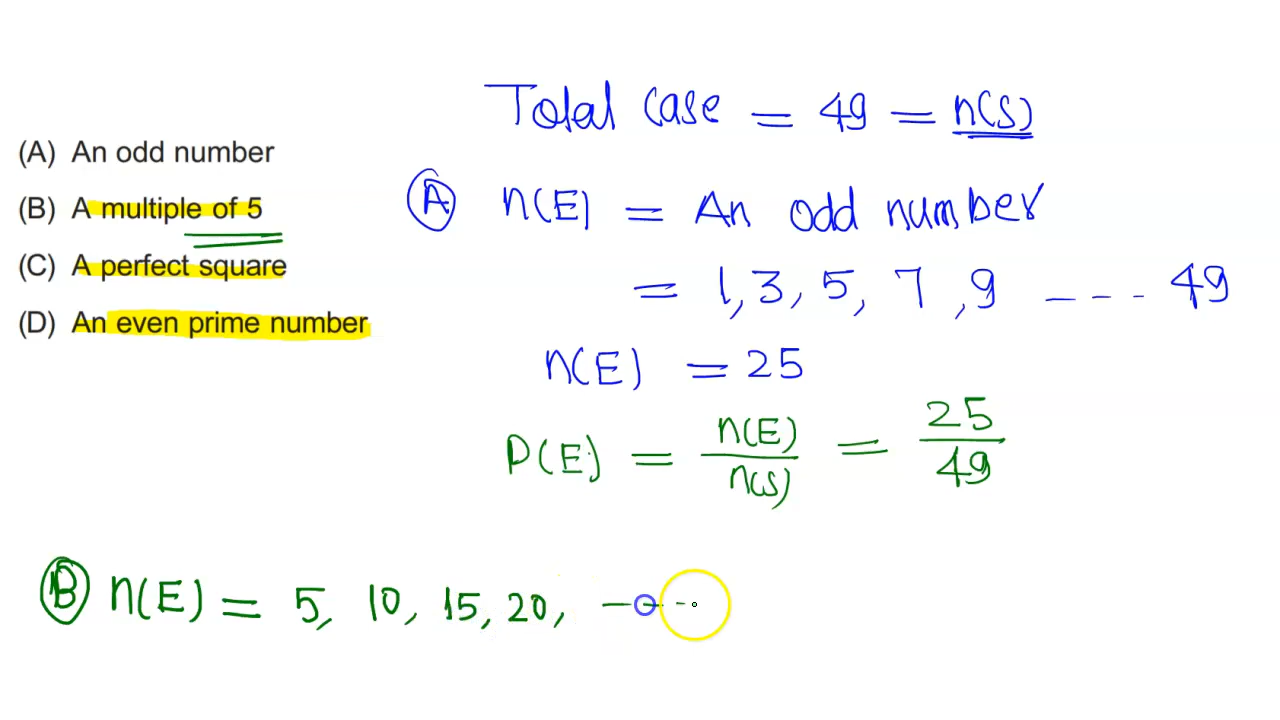 Total case = 49 = n(S)
(A) An odd number
(B) A multiple of 5
(C) A perfect square
(D) An even prime number
(A) n(E) = An odd number
= 1, 3, 5, 7, 9 --- 49
n(E) = 25
P(E) = n(E)/n(S) = 25/49
(B) n(E) = 5, 10, 15, 20, ---